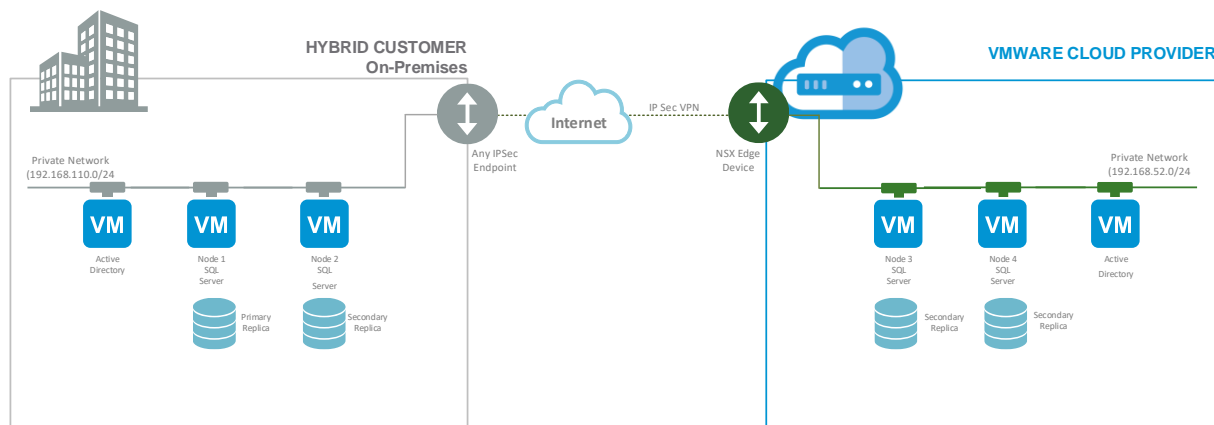 HYBRID CUSTOMER
On-Premises
VMWARE CLOUD PROVIDER
Internet
IP Sec VPN
Any IPSec
Endpoint
NSX Edge
Device
Private Network
(192.168.110.0/24
Private Network
(192.168.52.0/24
VM
VM
VM
VM
VM
VM
Active
Directory
Node 1
SQL
Server
Node 2
SQL
Server
Node 3
SQL
Server
Node 4
SQL
Server
Active
Directory
Primary
Replica
Secondary
Replica
Secondary
Replica
Secondary
Replica